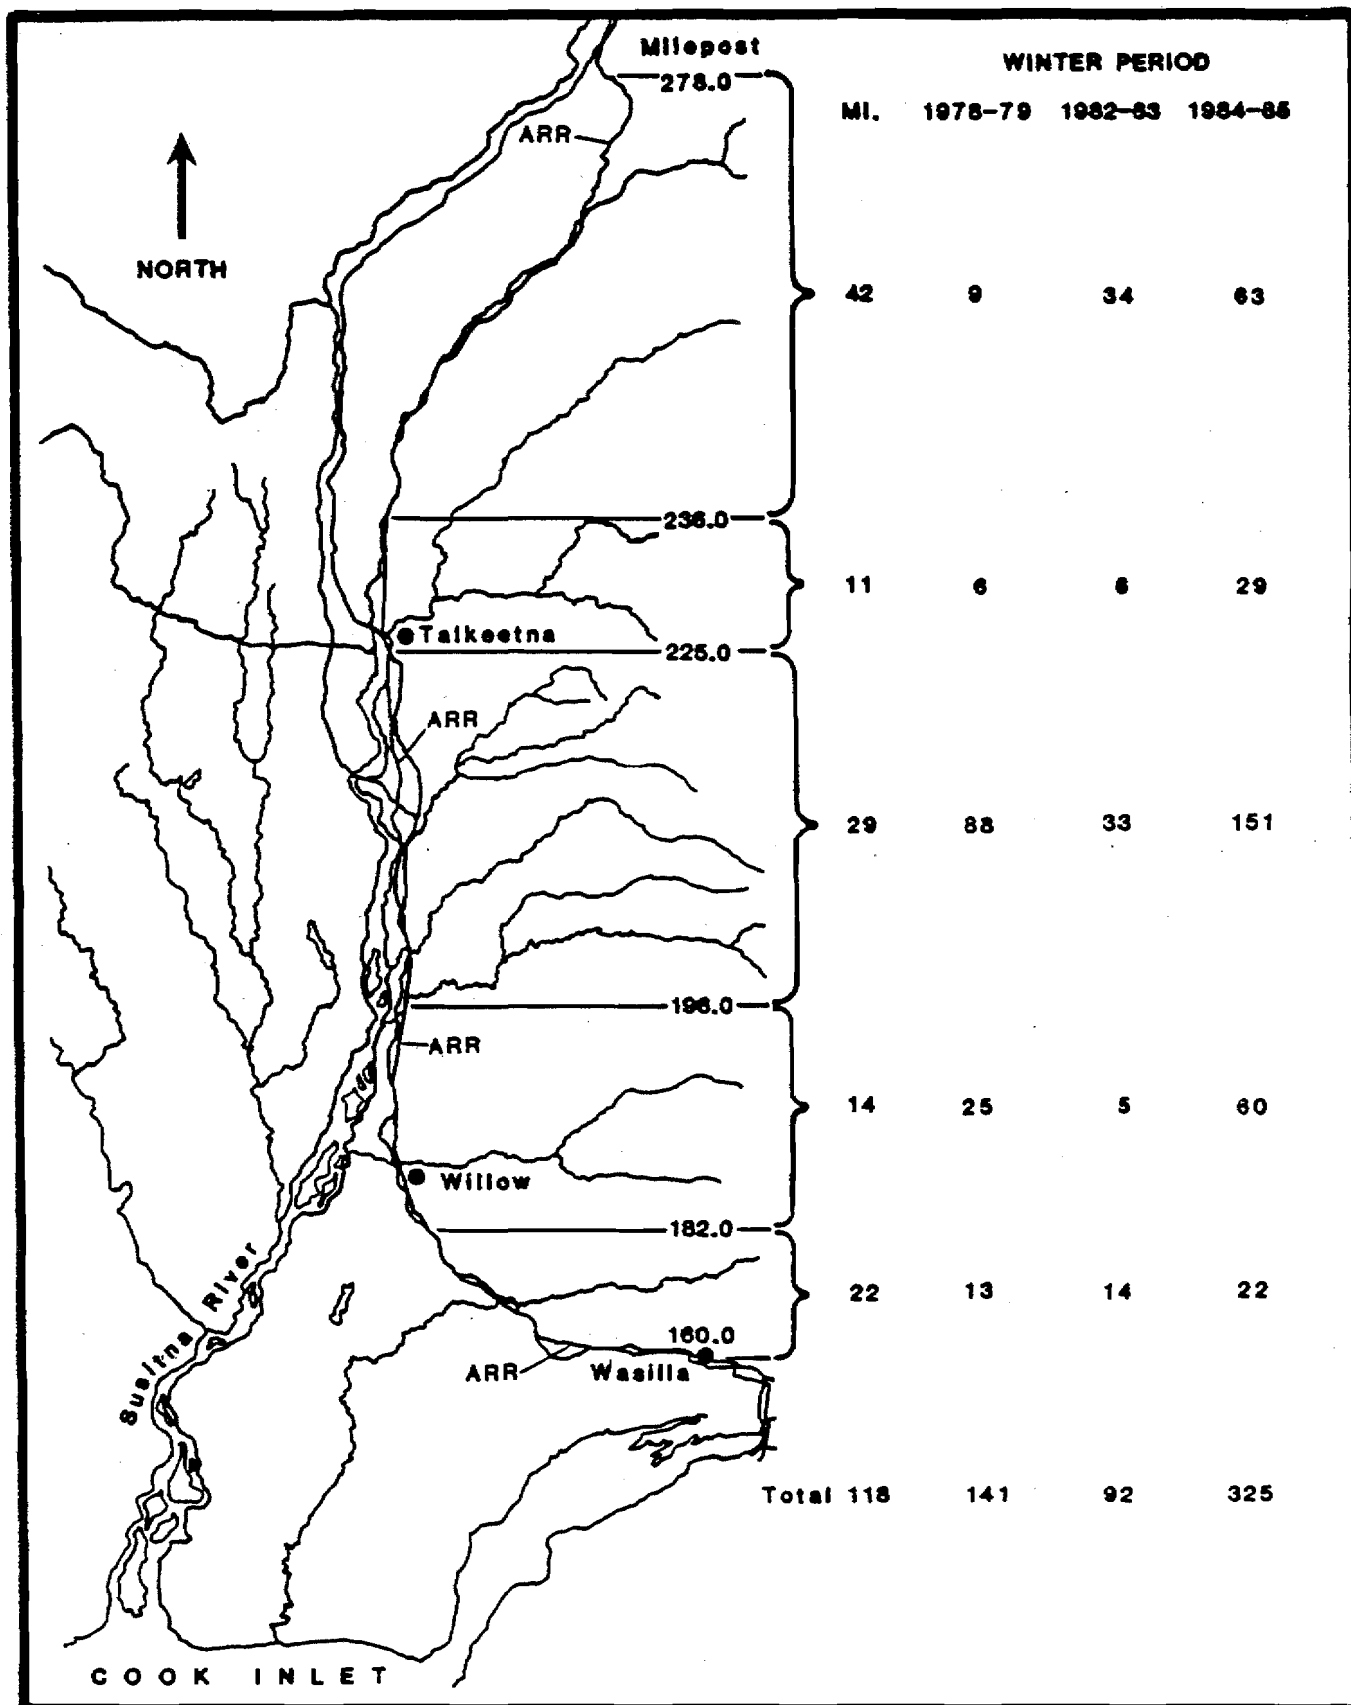 Milepost
WINTER PERIOD
278.0
MI. 1978-79 1982-83 1984-85
ARR
NORTH
42 9 34 63
236.0
11 6 6 29
Talkeetna
225.0
ARR
29 88 33 151
196.0
ARR
14 25 5 60
Willow
182.0
Susitna River
22 13 14 22
160.0
ARR
Wasilla
Total 118 141 92 325
COOK INLET